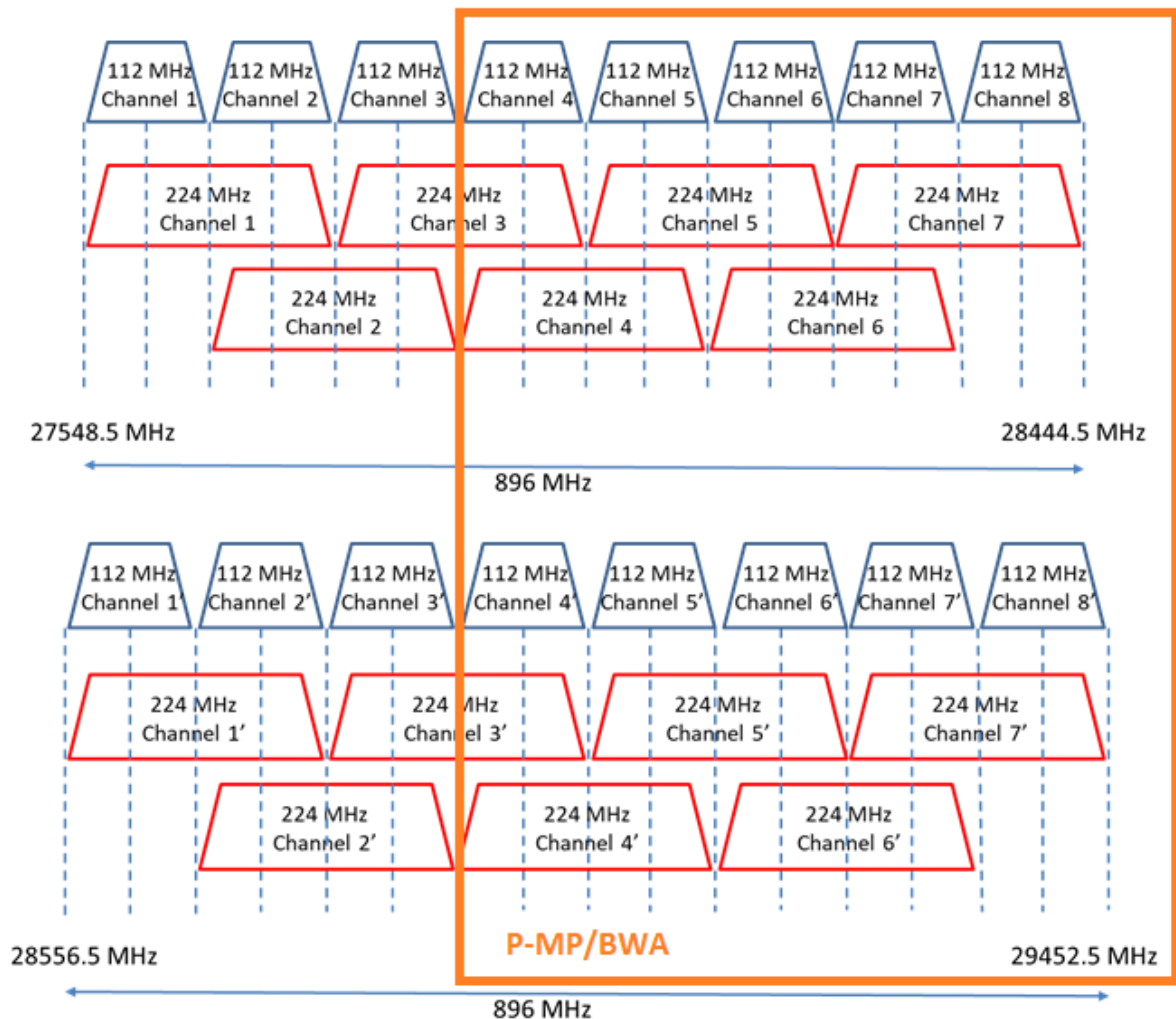 112 MHz
Channel 1
112 MHz
Channel 2
112 MHz
Channel 3
112 MHz
Channel 4
112 MHz
Channel 5
112 MHz
Channel 6
112 MHz
Channel 7
112 MHz
Channel 8
224 MHz
Channel 1
224 MHz
Channel 3
224 MHz
Channel 5
224 MHz
Channel 7
224 MHz
Channel 2
224 MHz
Channel 4
224 MHz
Channel 6
27548.5 MHz
28444.5 MHz
896 MHz
112 MHz
Channel 1′
112 MHz
Channel 2′
112 MHz
Channel 3′
112 MHz
Channel 4′
112 MHz
Channel 5′
112 MHz
Channel 6′
112 MHz
Channel 7′
112 MHz
Channel 8′
224 MHz
Channel 1′
224 MHz
Channel 3′
224 MHz
Channel 5′
224 MHz
Channel 7′
224 MHz
Channel 2′
224 MHz
Channel 4′
224 MHz
Channel 6′
P-MP/BWA
28556.5 MHz
29452.5 MHz
896 MHz